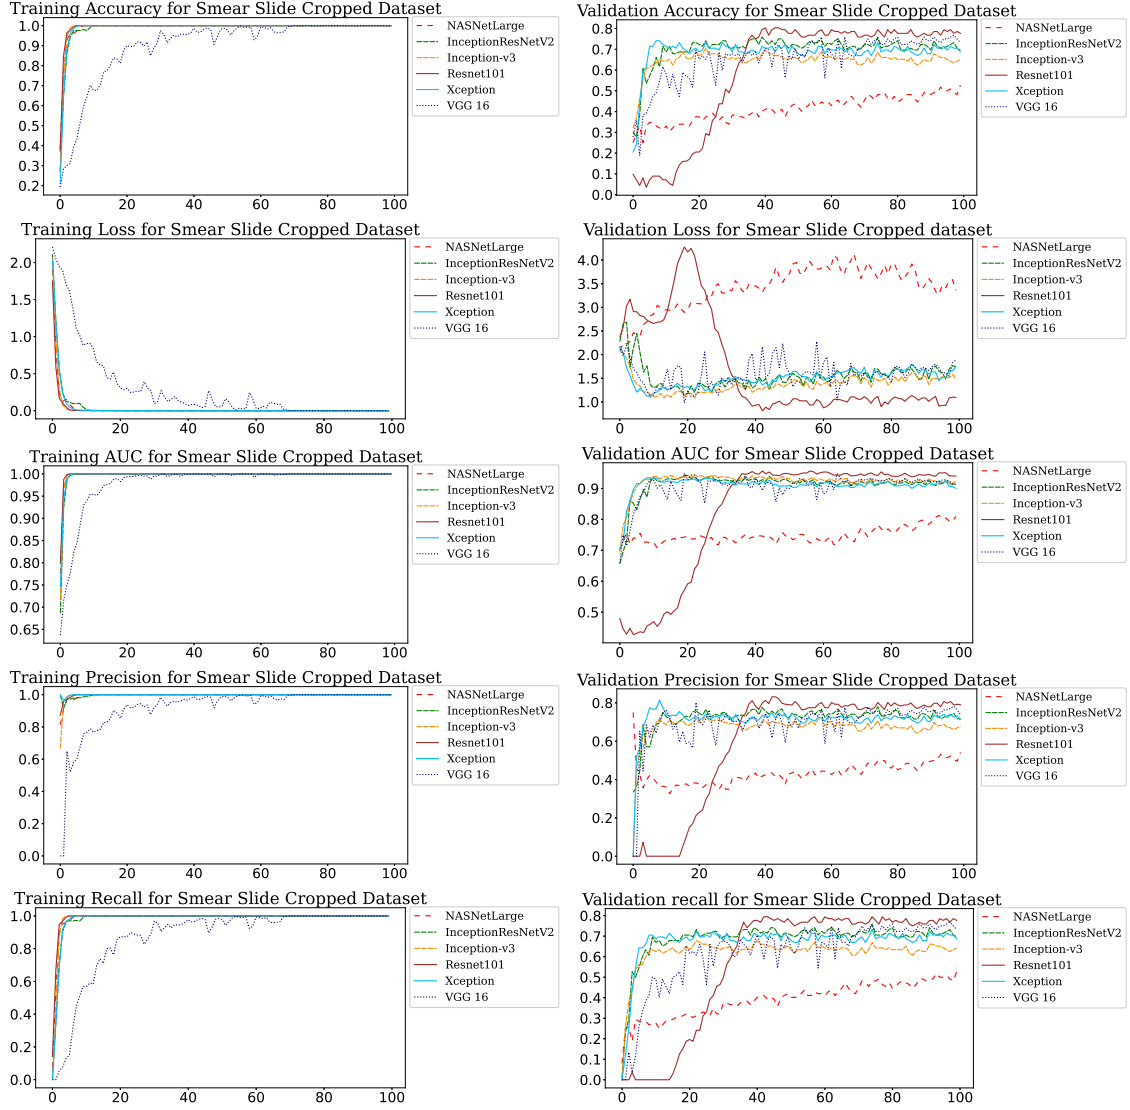 Training Accuracy for Smear Slide Cropped Dataset
1.0
0.9
0.8
0.7
0.6
0.5
0.4
0.3
0.2
0 20 40 60 80 100
NASNetLarge
InceptionResNetV2
Inception-v3
Resnet101
Xception
VGG 16
Validation Accuracy for Smear Slide Cropped Dataset
0.8
0.7
0.6
0.5
0.4
0.3
0.2
0.1
0.0
0 20 40 60 80 100
NASNetLarge
InceptionResNetV2
Inception-v3
Resnet101
Xception
VGG 16
Training Loss for Smear Slide Cropped Dataset
2.0
1.5
1.0
0.5
0.0
0 20 40 60 80 100
NASNetLarge
InceptionResNetV2
Inception-v3
Resnet101
Xception
VGG 16
Validation Loss for Smear Slide Cropped dataset
4.0
3.5
3.0
2.5
2.0
1.5
1.0
0 20 40 60 80 100
NASNetLarge
InceptionResNetV2
Inception-v3
Resnet101
Xception
VGG 16
Training AUC for Smear Slide Cropped Dataset
1.00
0.95
0.90
0.85
0.80
0.75
0.70
0.65
0 20 40 60 80 100
NASNetLarge
InceptionResNetV2
Inception-v3
Resnet101
Xception
VGG 16
Validation AUC for Smear Slide Cropped Dataset
0.9
0.8
0.7
0.6
0.5
0 20 40 60 80 100
NASNetLarge
InceptionResNetV2
Inception-v3
Resnet101
Xception
VGG 16
Training Precision for Smear Slide Cropped Dataset
1.0
0.8
0.6
0.4
0.2
0.0
0 20 40 60 80 100
NASNetLarge
InceptionResNetV2
Inception-v3
Resnet101
Xception
VGG 16
Validation Precision for Smear Slide Cropped Dataset
0.8
0.6
0.4
0.2
0.0
0 20 40 60 80 100
NASNetLarge
InceptionResNetV2
Inception-v3
Resnet101
Xception
VGG 16
Training Recall for Smear Slide Cropped Dataset
1.0
0.8
0.6
0.4
0.2
0.0
0 20 40 60 80 100
NASNetLarge
InceptionResNetV2
Inception-v3
Resnet101
Xception
VGG 16
Validation recall for Smear Slide Cropped Dataset
0.8
0.7
0.6
0.5
0.4
0.3
0.2
0.1
0.0
0 20 40 60 80 100
NASNetLarge
InceptionResNetV2
Inception-v3
Resnet101
Xception
VGG 16